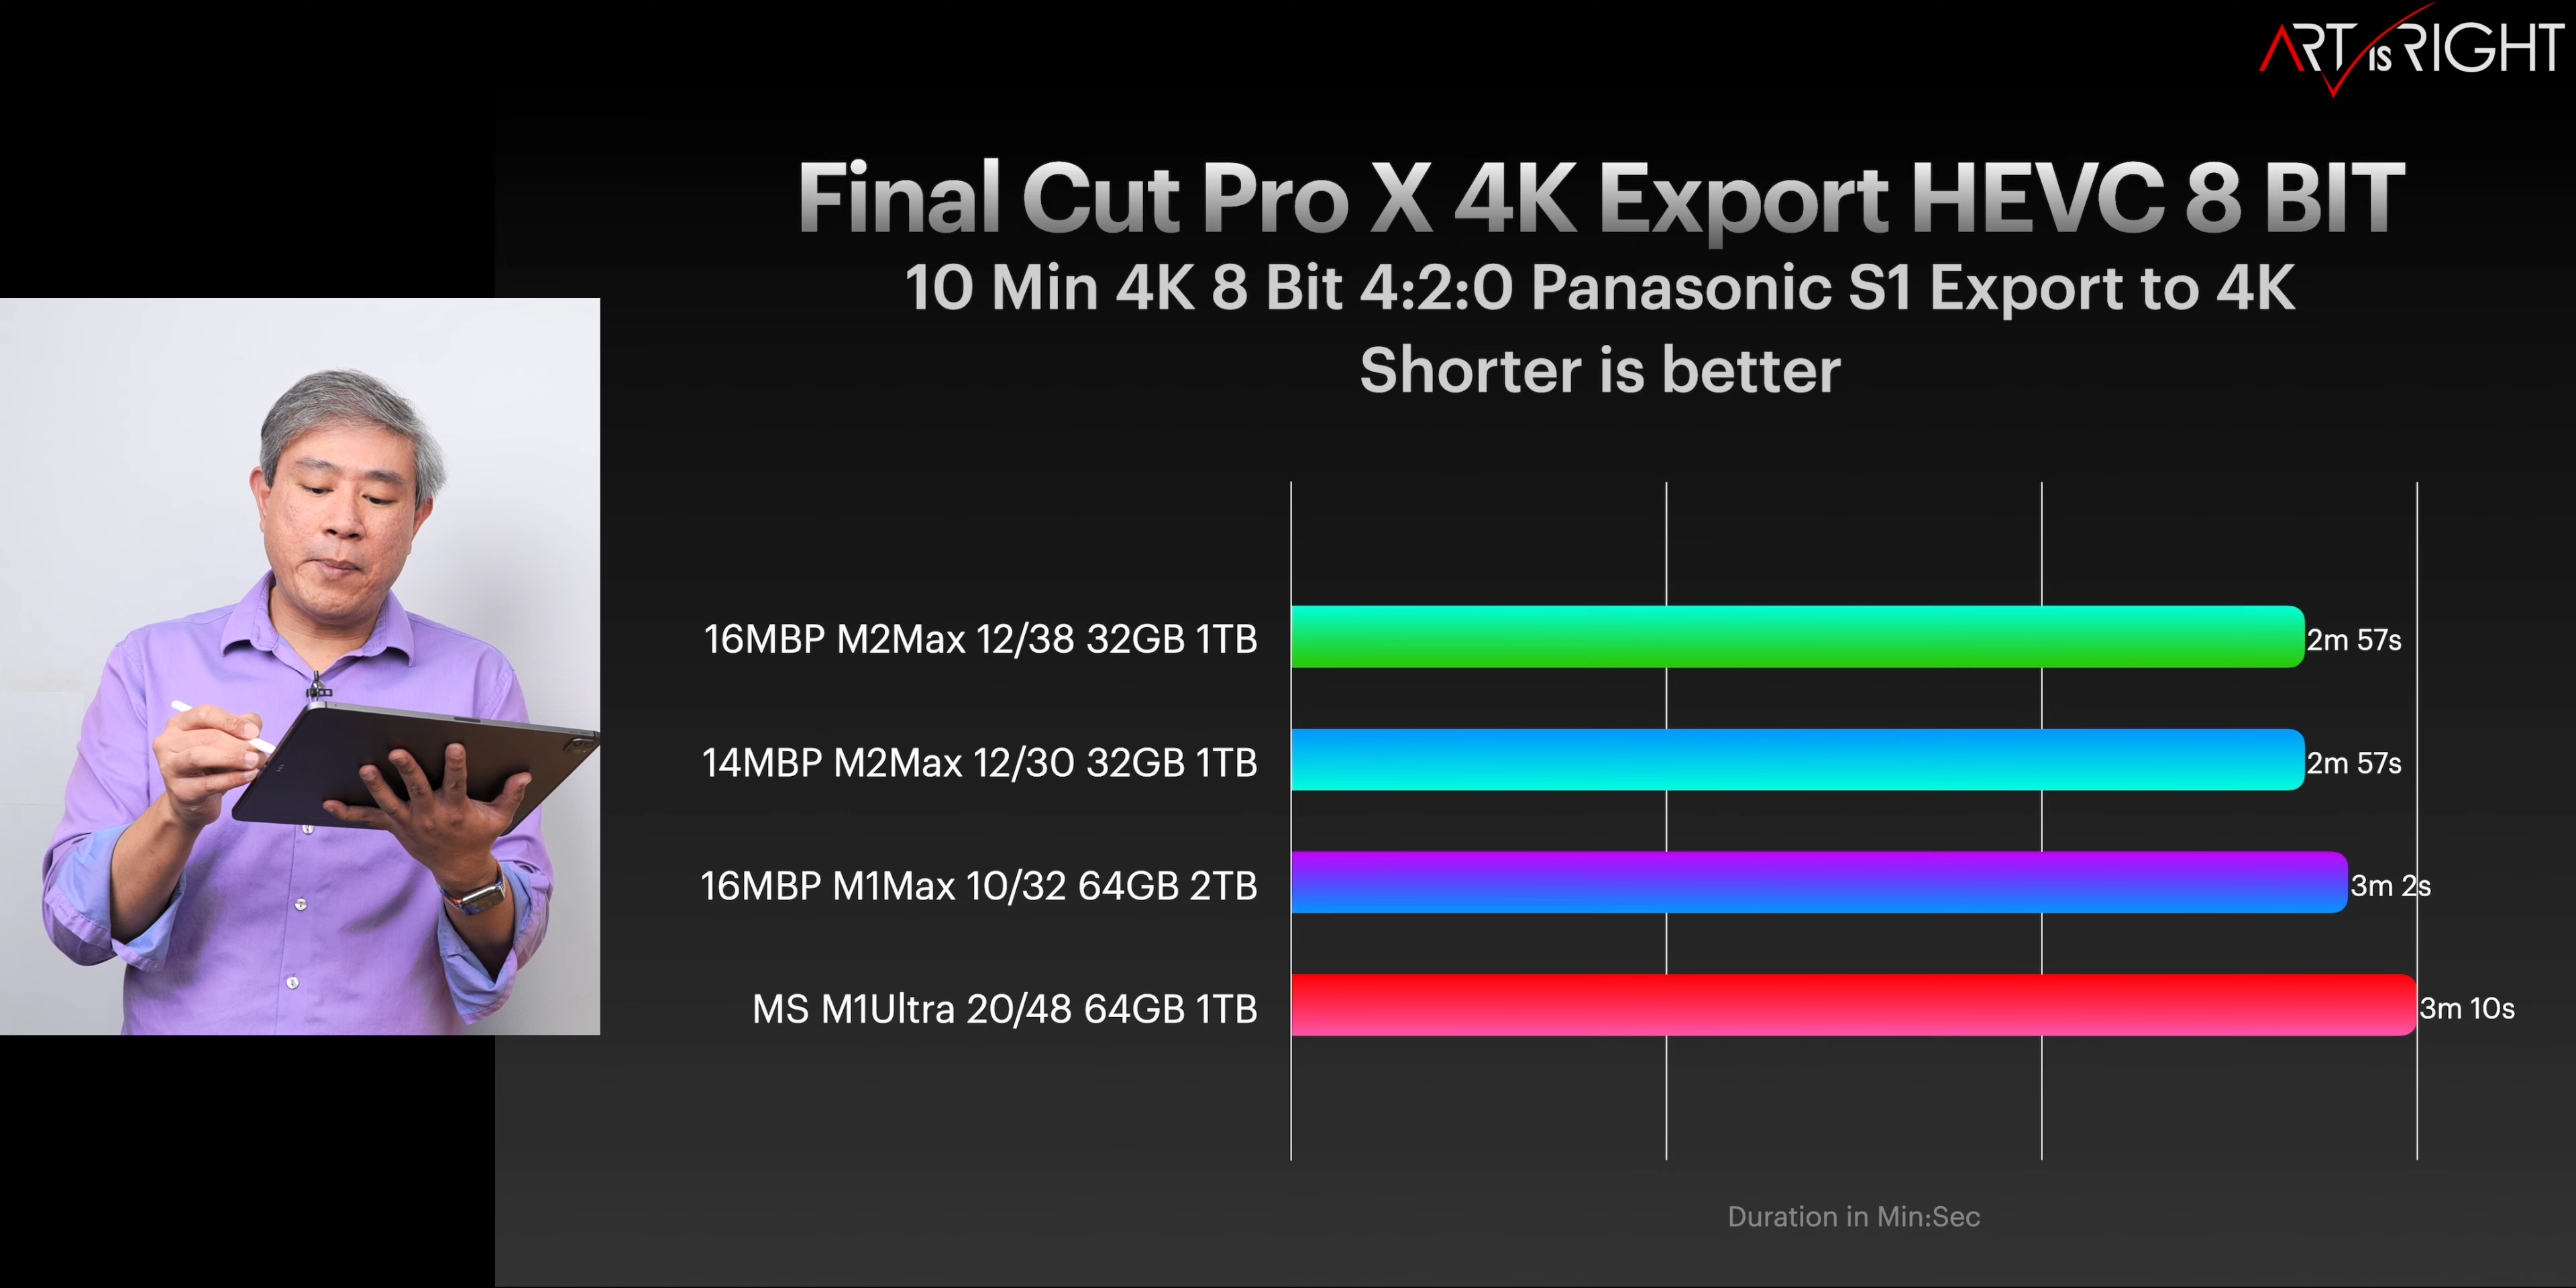 ART IS RIGHT
Final Cut Pro X 4K Export HEVC 8 BIT
10 Min 4K 8 Bit 4:2:0 Panasonic S1 Export to 4K
Shorter is better
16MBP M2Max 12/38 32GB 1TB
2m 57s
14MBP M2Max 12/30 32GB 1TB
2m 57s
16MBP M1Max 10/32 64GB 2TB
3m 2s
MS M1Ultra 20/48 64GB 1TB
3m 10s
Duration in Min:Sec